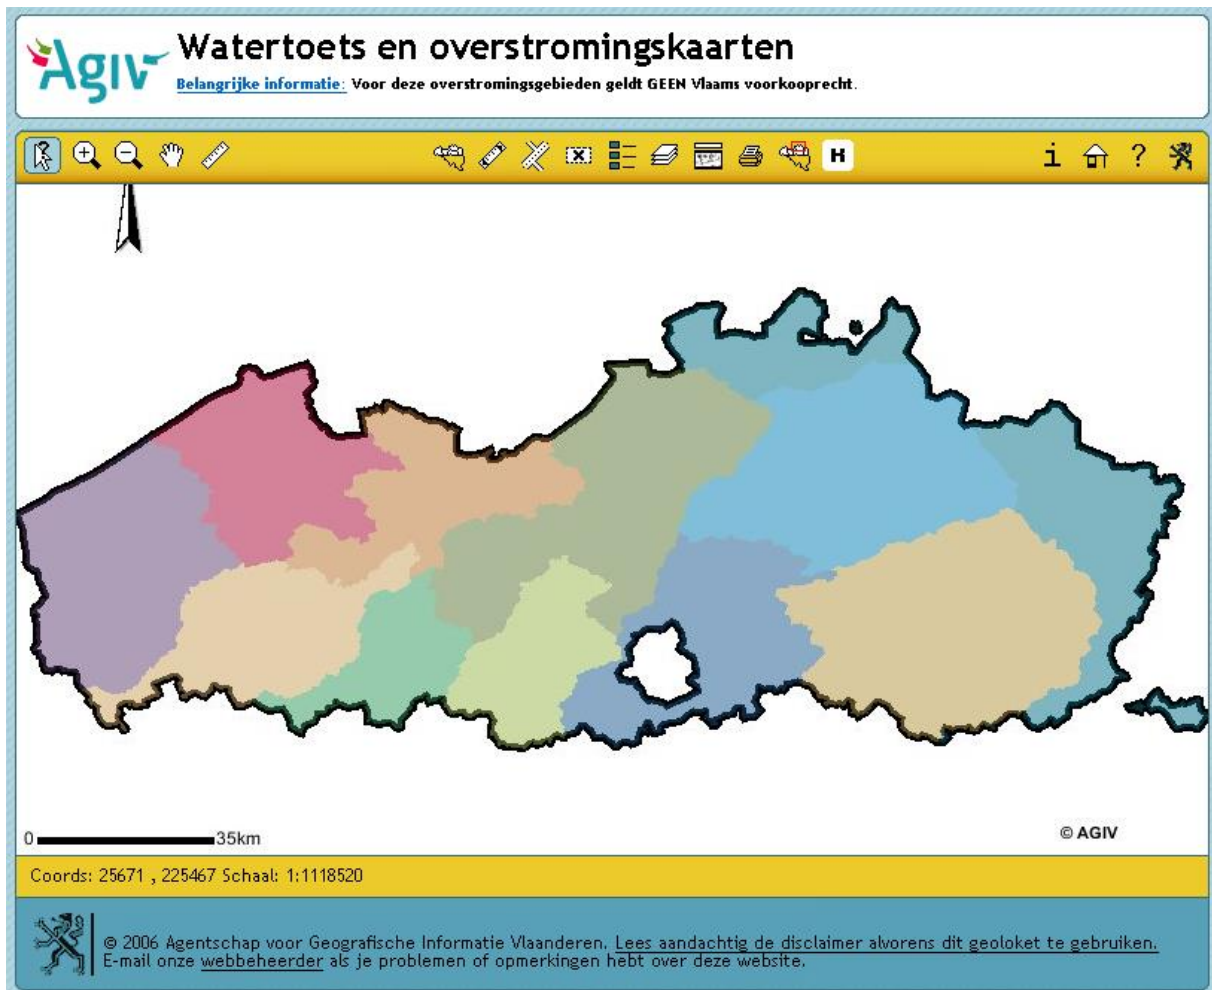 Agiv
Watertoets en overstromingskaarten
Belangrijke informatie: Voor deze overstromingsgebieden geldt GEEN Vlaams voorkooprecht.
H i ?
0 35km
© AGIV
Coords: 25671 , 225467 Schaal: 1:1118520
© 2006 Agentschap voor Geografische Informatie Vlaanderen. Lees aandachtig de disclaimer alvorens dit geoloket te gebruiken.
E-mail onze webbeheerder als je problemen of opmerkingen hebt over deze website.